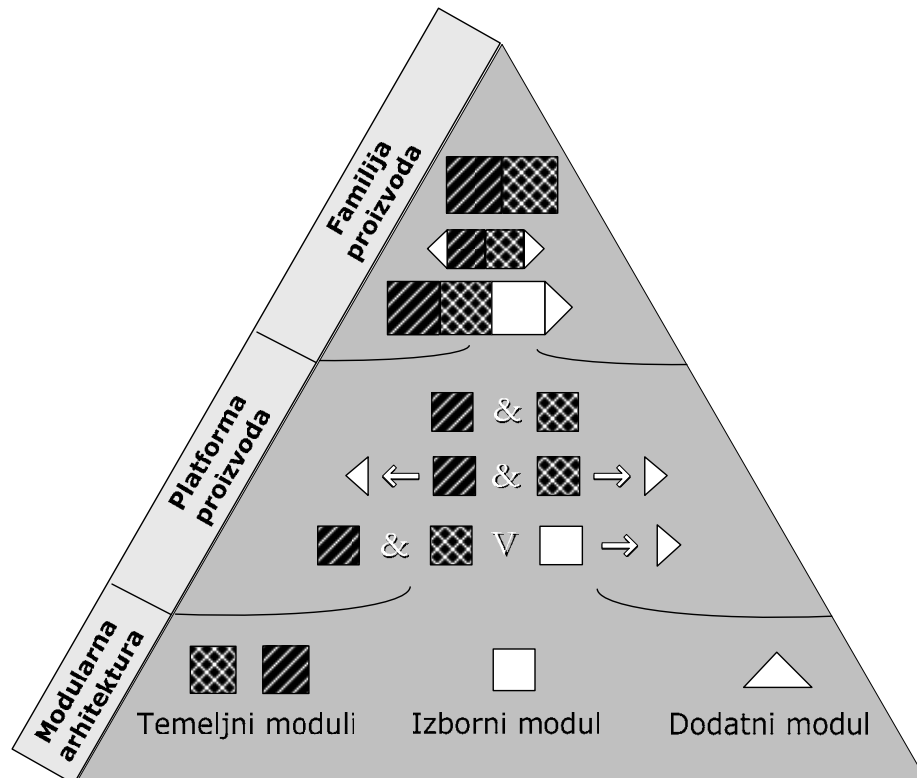 Familija
proizvoda
Platforma
proizvoda
&
← & →
& V →
Modularna
arhitektura
Temeljni moduli
Izborni modul
Dodatni modul